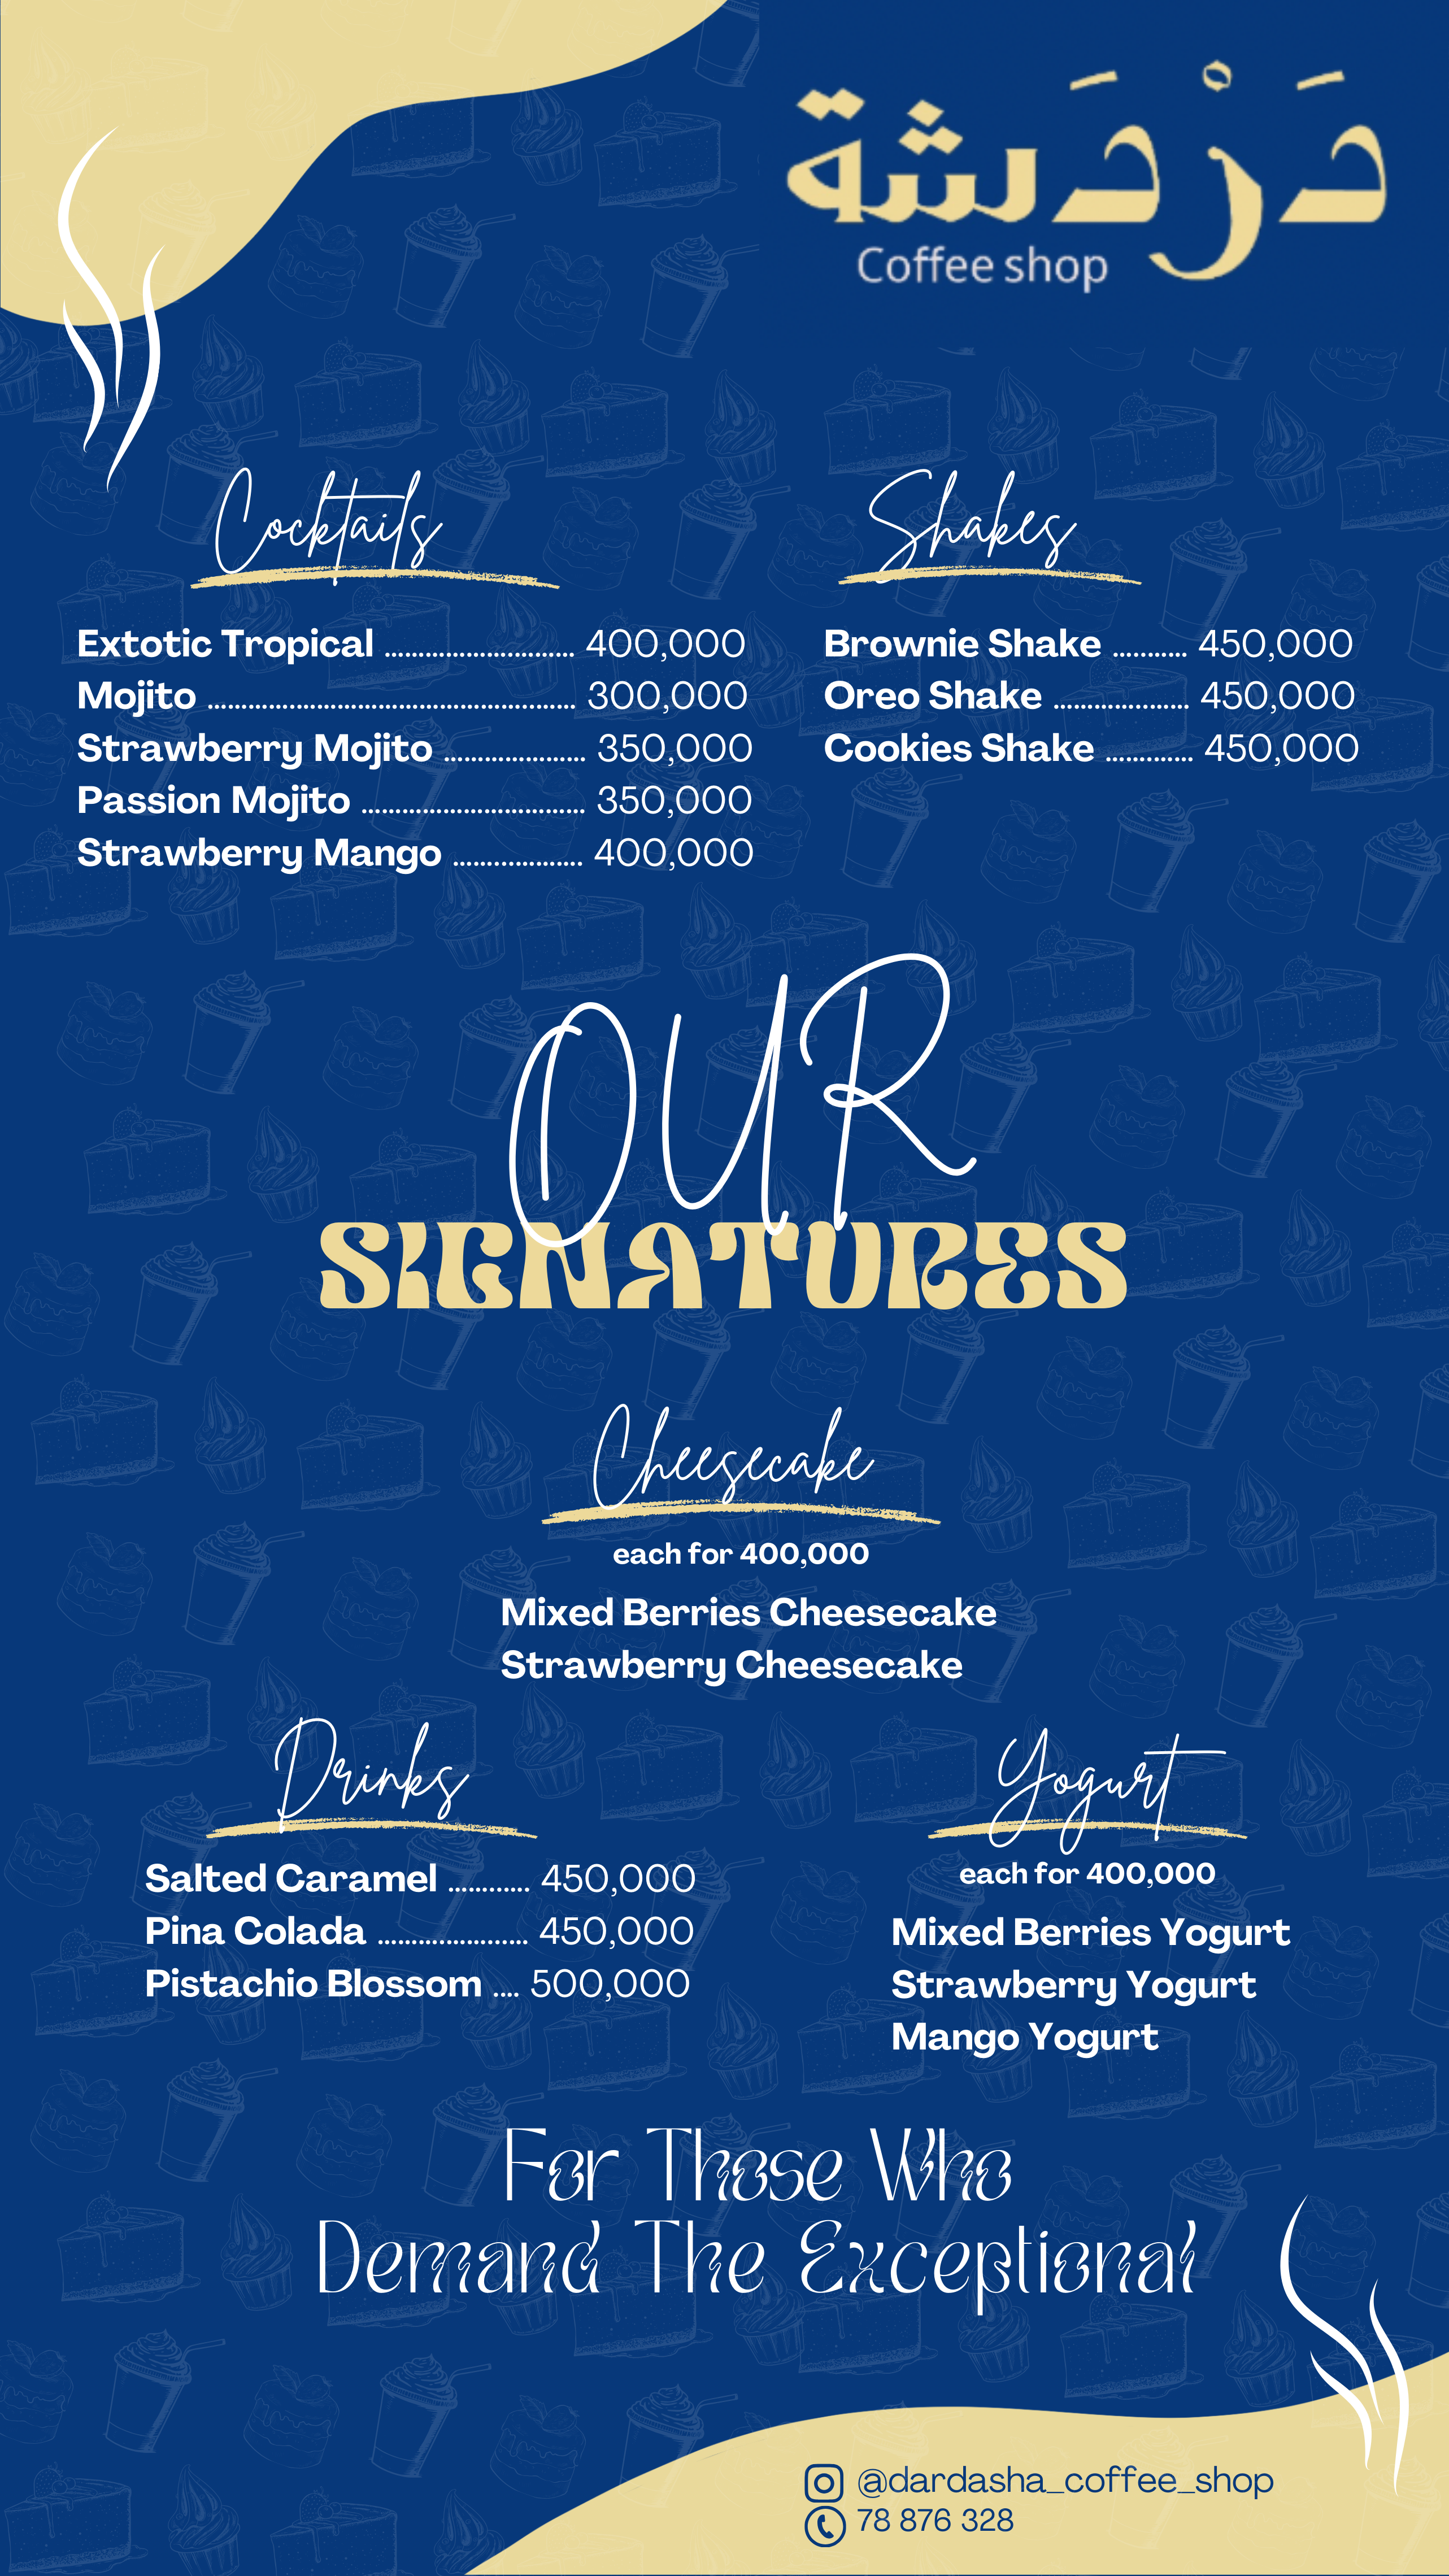 دَرْدَشة
Coffee shop
Cocktails
Extotic Tropical ............................ 400,000
Mojito ...................................................... 300,000
Strawberry Mojito ..................... 350,000
Passion Mojito ................................. 350,000
Strawberry Mango ................... 400,000
Shakes
Brownie Shake ........... 450,000
Oreo Shake .................... 450,000
Cookies Shake ............. 450,000
OUR
SIGNATURES
Cheesecake
each for 400,000
Mixed Berries Cheesecake
Strawberry Cheesecake
Drinks
Salted Caramel ............ 450,000
Pina Colada ...................... 450,000
Pistachio Blossom .... 500,000
Yogurt
each for 400,000
Mixed Berries Yogurt
Strawberry Yogurt
Mango Yogurt
For Those Who
Demand The Exceptional
@dardasha_coffee_shop
78 876 328